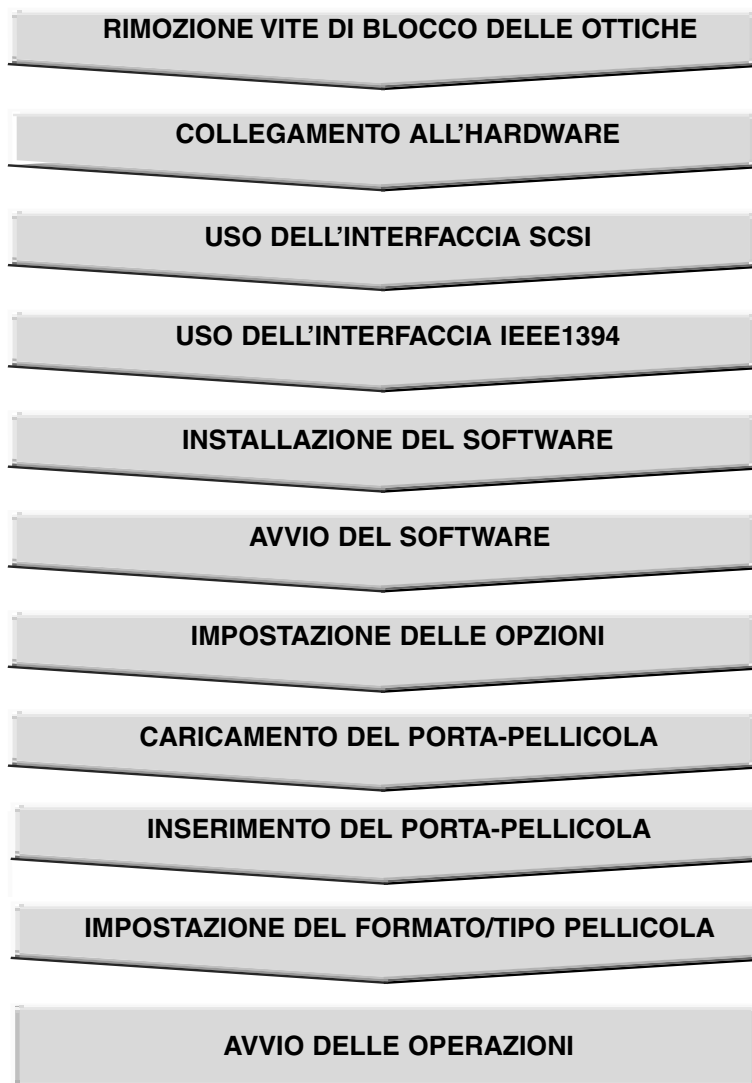 RIMOZIONE VITE DI BLOCCO DELLE OTTICHE
COLLEGAMENTO ALL'HARDWARE
USO DELL'INTERFACCIA SCSI
USO DELL'INTERFACCIA IEEE1394
INSTALLAZIONE DEL SOFTWARE
AVVIO DEL SOFTWARE
IMPOSTAZIONE DELLE OPZIONI
CARICAMENTO DEL PORTA-PELLICOLA
INSERIMENTO DEL PORTA-PELLICOLA
IMPOSTAZIONE DEL FORMATO/TIPO PELLICOLA
AVVIO DELLE OPERAZIONI